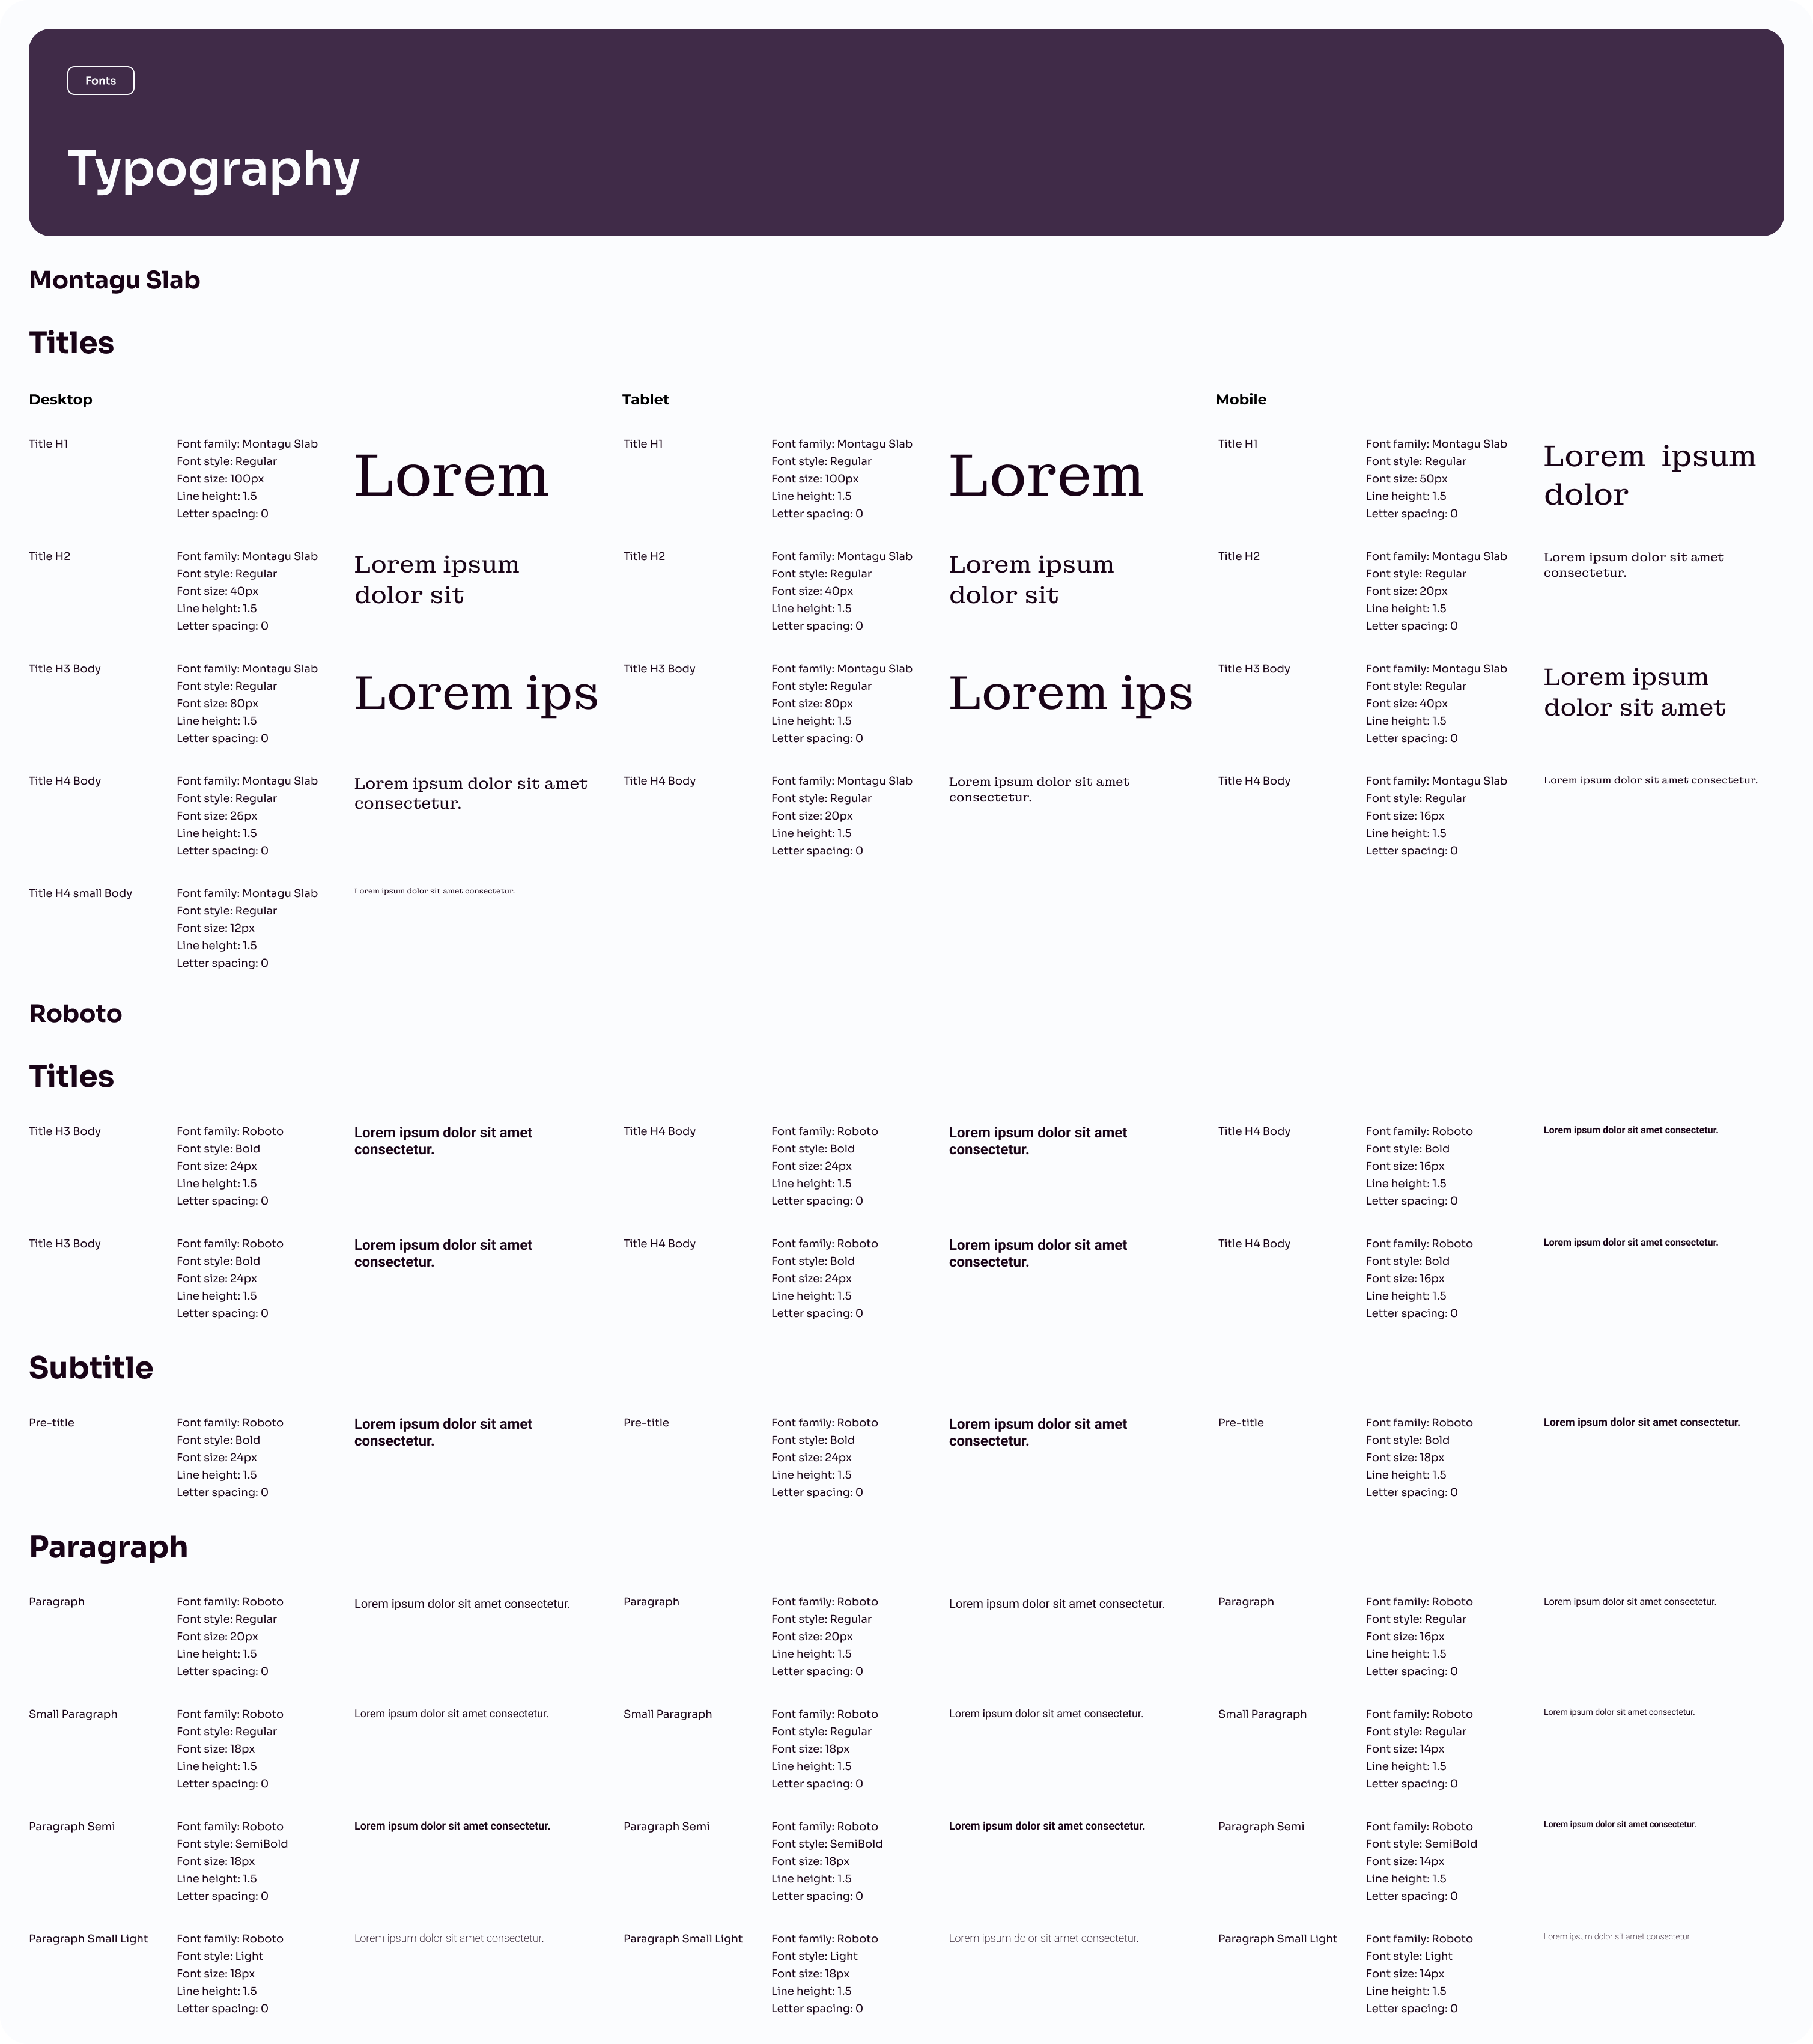 Fonts
Typography
Montagu Slab
Titles
Desktop
Tablet
Mobile
Title H1
Font family: Montagu Slab
Font style: Regular
Font size: 100px
Line height: 1.5
Letter spacing: 0
Lorem
Title H1
Font family: Montagu Slab
Font style: Regular
Font size: 100px
Line height: 1.5
Letter spacing: 0
Lorem
Title H1
Font family: Montagu Slab
Font style: Regular
Font size: 50px
Line height: 1.5
Letter spacing: 0
Lorem ipsum
dolor
Title H2
Font family: Montagu Slab
Font style: Regular
Font size: 40px
Line height: 1.5
Letter spacing: 0
Lorem ipsum
dolor sit
Title H2
Font family: Montagu Slab
Font style: Regular
Font size: 40px
Line height: 1.5
Letter spacing: 0
Lorem ipsum
dolor sit
Title H2
Font family: Montagu Slab
Font style: Regular
Font size: 20px
Line height: 1.5
Letter spacing: 0
Lorem ipsum dolor sit amet
consectetur.
Title H3 Body
Font family: Montagu Slab
Font style: Regular
Font size: 80px
Line height: 1.5
Letter spacing: 0
Lorem ips
Title H3 Body
Font family: Montagu Slab
Font style: Regular
Font size: 80px
Line height: 1.5
Letter spacing: 0
Lorem ips
Title H3 Body
Font family: Montagu Slab
Font style: Regular
Font size: 40px
Line height: 1.5
Letter spacing: 0
Lorem ipsum
dolor sit amet
Title H4 Body
Font family: Montagu Slab
Font style: Regular
Font size: 26px
Line height: 1.5
Letter spacing: 0
Lorem ipsum dolor sit amet
consectetur.
Title H4 Body
Font family: Montagu Slab
Font style: Regular
Font size: 20px
Line height: 1.5
Letter spacing: 0
Lorem ipsum dolor sit amet
consectetur.
Title H4 Body
Font family: Montagu Slab
Font style: Regular
Font size: 16px
Line height: 1.5
Letter spacing: 0
Lorem ipsum dolor sit amet consectetur.
Title H4 small Body
Font family: Montagu Slab
Font style: Regular
Font size: 12px
Line height: 1.5
Letter spacing: 0
Lorem ipsum dolor sit amet consectetur.
Roboto
Titles
Title H3 Body
Font family: Roboto
Font style: Bold
Font size: 24px
Line height: 1.5
Letter spacing: 0
Lorem ipsum dolor sit amet
consectetur.
Title H4 Body
Font family: Roboto
Font style: Bold
Font size: 24px
Line height: 1.5
Letter spacing: 0
Lorem ipsum dolor sit amet
consectetur.
Title H4 Body
Font family: Roboto
Font style: Bold
Font size: 16px
Line height: 1.5
Letter spacing: 0
Lorem ipsum dolor sit amet consectetur.
Title H3 Body
Font family: Roboto
Font style: Bold
Font size: 24px
Line height: 1.5
Letter spacing: 0
Lorem ipsum dolor sit amet
consectetur.
Title H4 Body
Font family: Roboto
Font style: Bold
Font size: 24px
Line height: 1.5
Letter spacing: 0
Lorem ipsum dolor sit amet
consectetur.
Title H4 Body
Font family: Roboto
Font style: Bold
Font size: 16px
Line height: 1.5
Letter spacing: 0
Lorem ipsum dolor sit amet consectetur.
Subtitle
Pre-title
Font family: Roboto
Font style: Bold
Font size: 24px
Line height: 1.5
Letter spacing: 0
Lorem ipsum dolor sit amet
consectetur.
Pre-title
Font family: Roboto
Font style: Bold
Font size: 24px
Line height: 1.5
Letter spacing: 0
Lorem ipsum dolor sit amet
consectetur.
Pre-title
Font family: Roboto
Font style: Bold
Font size: 18px
Line height: 1.5
Letter spacing: 0
Lorem ipsum dolor sit amet consectetur.
Paragraph
Paragraph
Font family: Roboto
Font style: Regular
Font size: 20px
Line height: 1.5
Letter spacing: 0
Lorem ipsum dolor sit amet consectetur.
Paragraph
Font family: Roboto
Font style: Regular
Font size: 20px
Line height: 1.5
Letter spacing: 0
Lorem ipsum dolor sit amet consectetur.
Paragraph
Font family: Roboto
Font style: Regular
Font size: 16px
Line height: 1.5
Letter spacing: 0
Lorem ipsum dolor sit amet consectetur.
Small Paragraph
Font family: Roboto
Font style: Regular
Font size: 18px
Line height: 1.5
Letter spacing: 0
Lorem ipsum dolor sit amet consectetur.
Small Paragraph
Font family: Roboto
Font style: Regular
Font size: 18px
Line height: 1.5
Letter spacing: 0
Lorem ipsum dolor sit amet consectetur.
Small Paragraph
Font family: Roboto
Font style: Regular
Font size: 14px
Line height: 1.5
Letter spacing: 0
Lorem ipsum dolor sit amet consectetur.
Paragraph Semi
Font family: Roboto
Font style: SemiBold
Font size: 18px
Line height: 1.5
Letter spacing: 0
Lorem ipsum dolor sit amet consectetur.
Paragraph Semi
Font family: Roboto
Font style: SemiBold
Font size: 18px
Line height: 1.5
Letter spacing: 0
Lorem ipsum dolor sit amet consectetur.
Paragraph Semi
Font family: Roboto
Font style: SemiBold
Font size: 14px
Line height: 1.5
Letter spacing: 0
Lorem ipsum dolor sit amet consectetur.
Paragraph Small Light
Font family: Roboto
Font style: Light
Font size: 18px
Line height: 1.5
Letter spacing: 0
Lorem ipsum dolor sit amet consectetur.
Paragraph Small Light
Font family: Roboto
Font style: Light
Font size: 18px
Line height: 1.5
Letter spacing: 0
Lorem ipsum dolor sit amet consectetur.
Paragraph Small Light
Font family: Roboto
Font style: Light
Font size: 14px
Line height: 1.5
Letter spacing: 0
Lorem ipsum dolor sit amet consectetur.